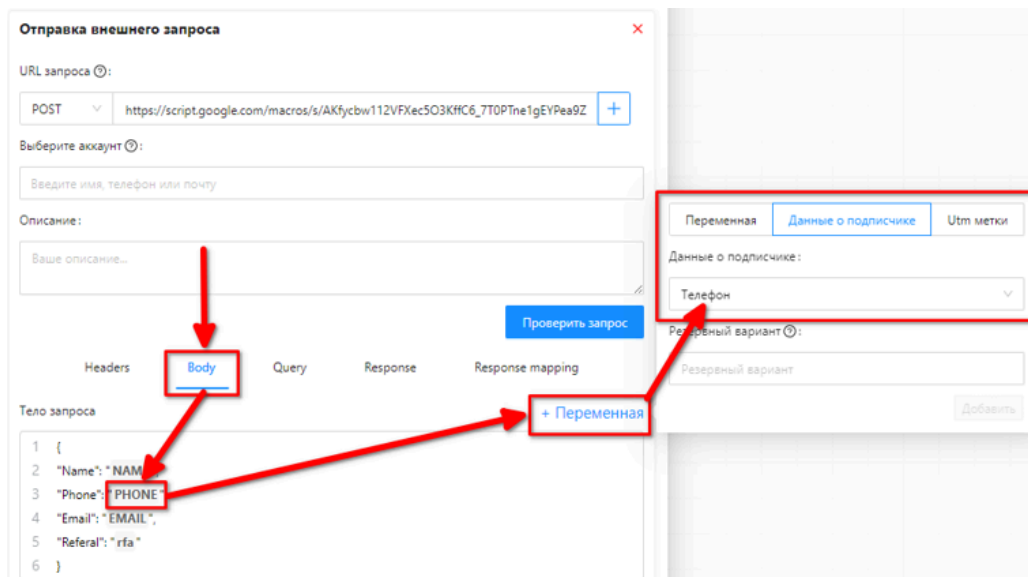 Отправка внешнего запроса
URL запроса ?:
POST https://script.google.com/macros/s/AKfycbw112VFXec5O3KffC6_7T0PTne1gEYPea9Z +
Выберите аккаунт ?:
Введите имя, телефон или почту
Описание:
Ваше описание...
Проверить запрос
Headers Body Query Response Response mapping
Тело запроса
+ Переменная
1 {
2 "Name": "NAM
3 "Phone": "PHONE"
4 "Email": "EMAIL",
5 "Referal": "rfa"
6 }
Переменная Данные о подписчике Utm метки
Данные о подписчике:
Телефон
Резервный вариант ?:
Резервный вариант
Добавить